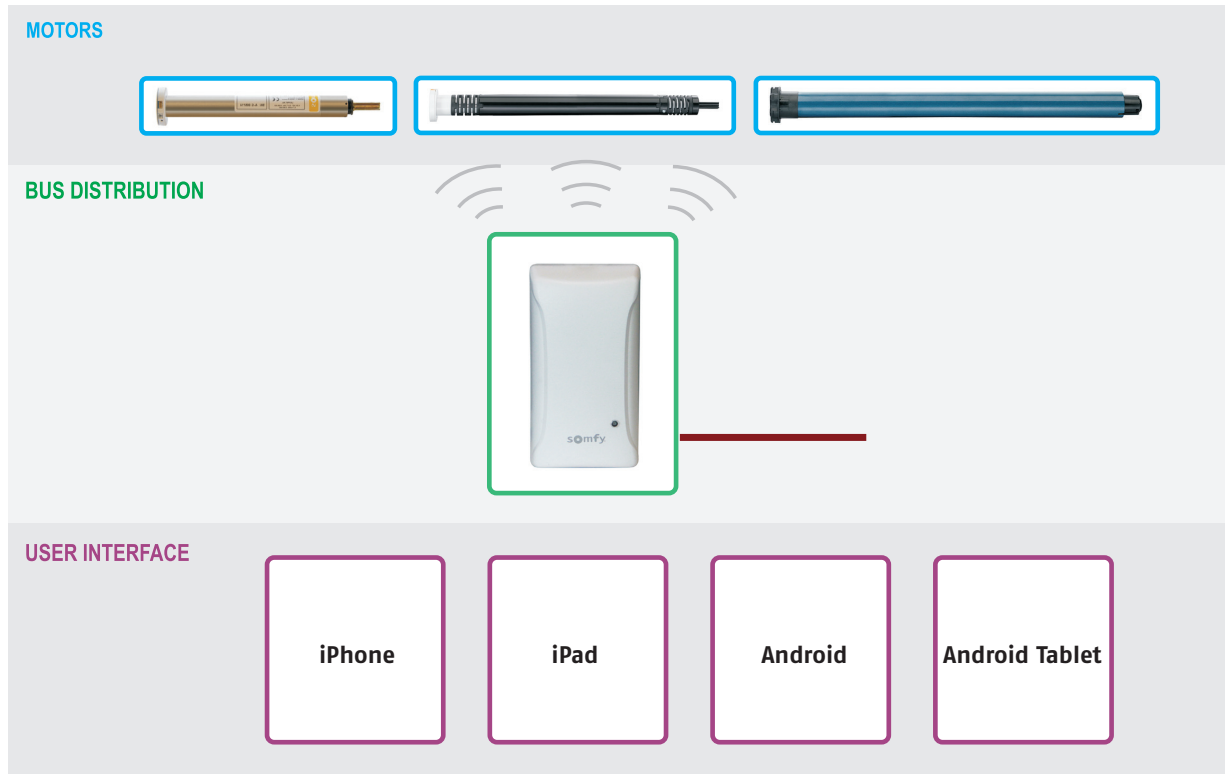 MOTORS
BUS DISTRIBUTION
somfy
USER INTERFACE
iPhone
iPad
Android
Android Tablet